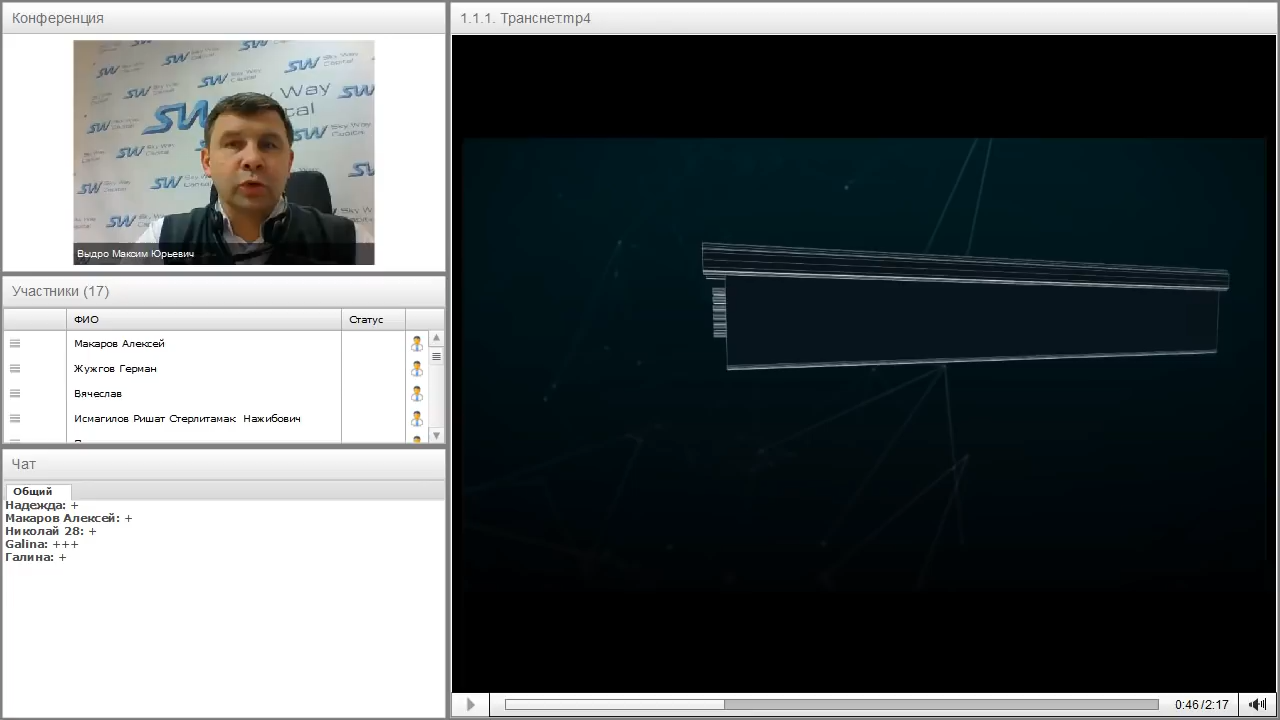 Конференция
SW Sky Way Capital
Выдро Максим Юрьевич
Участники (17)
ФИО Статус
Макаров Алексей
Жужгов Герман
Вячеслав
Исмагилов Ришат Стерлитамак Нажибович
Чат
Общий
Надежда: +
Макаров Алексей: +
Николай 28: +
Galina: +++
Галина: +
1.1.1. Транснет.mp4
0:46/2:17